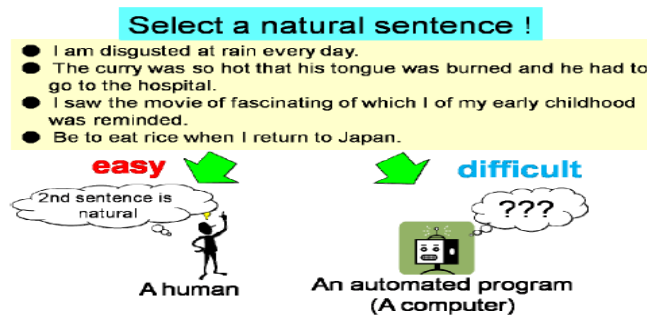 Select a natural sentence !
● I am disgusted at rain every day.
● The curry was so hot that his tongue was burned and he had to
go to the hospital.
● I saw the movie of fascinating of which I of my early childhood
was reminded.
● Be to eat rice when I return to Japan.
easy
difficult
2nd sentence is
natural
???
A human
An automated program
(A computer)